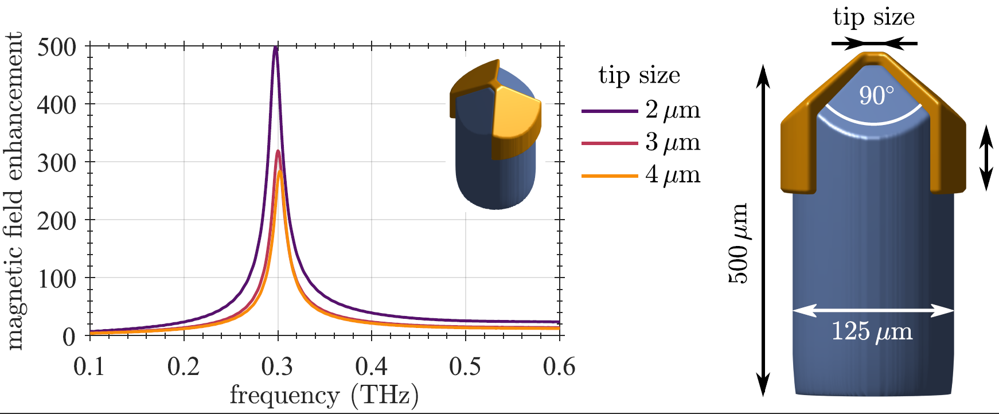 magnetic field enhancement
500
400
300
200
100
0
0.1 0.2 0.3 0.4 0.5 0.6
frequency (THz)
tip size
2 μm
3 μm
4 μm
tip size
90°
500 μm
125 μm